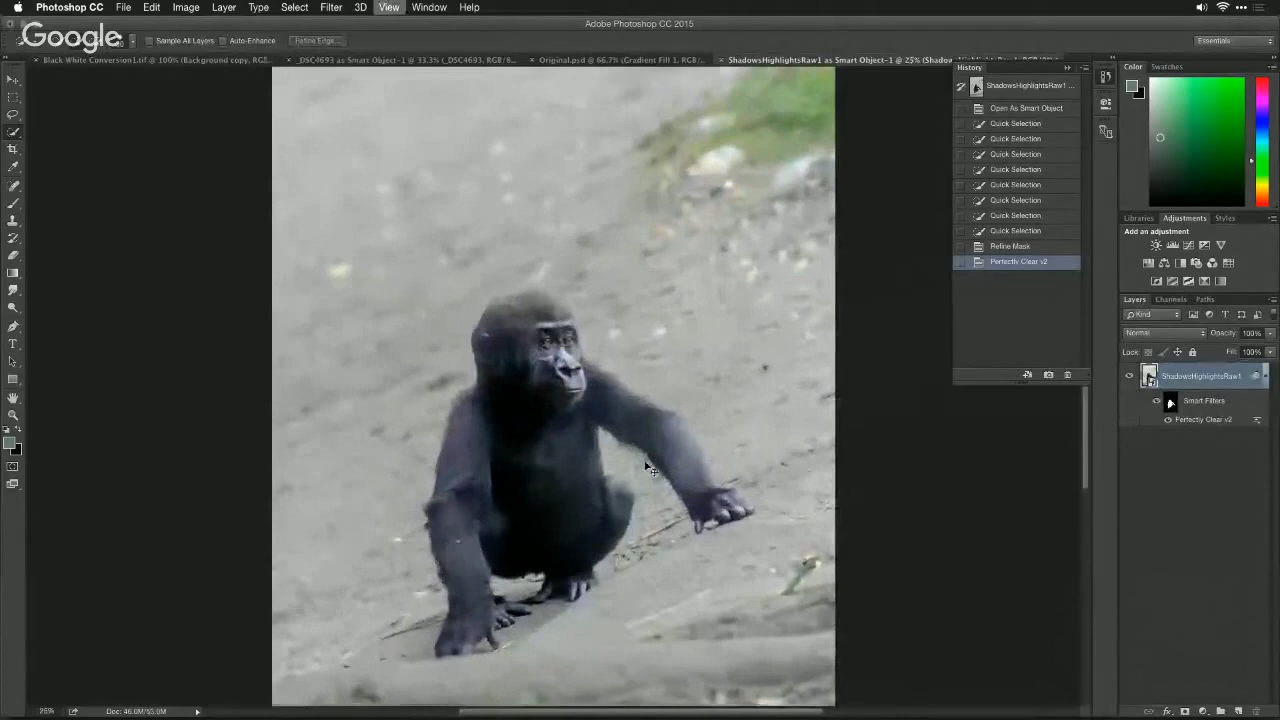 Photoshop CC File Edit Image Layer Type Select Filter 3D View Window Help
Adobe Photoshop CC 2015
Google
Sample All Layers Auto-Enhance Refine Edge... Essentials
Black White Conversion1.tif @ 100% (Background copy, RG... _DSC4693 as Smart Object-1 @ 33.3% (_DSC4693, RGB/8... Original.psd @ 66.7% (Gradient Fill 1, RGB/... ShadowsHighlightsRaw1 as Smart Object-1 @ 25%
History
ShadowsHighlightsRaw1 ...
Open As Smart Object
Quick Selection
Quick Selection
Quick Selection
Quick Selection
Quick Selection
Quick Selection
Quick Selection
Quick Selection
Refine Mask
Perfectly Clear v2
Color Swatches
Libraries Adjustments Styles
Add an adjustment
Layers Channels Paths
Kind
Normal Opacity: 100%
Lock: Fill: 100%
ShadowsHighlightsRaw1
Smart Filters
Perfectly Clear v2
25% Doc: 46.0M/53.0M